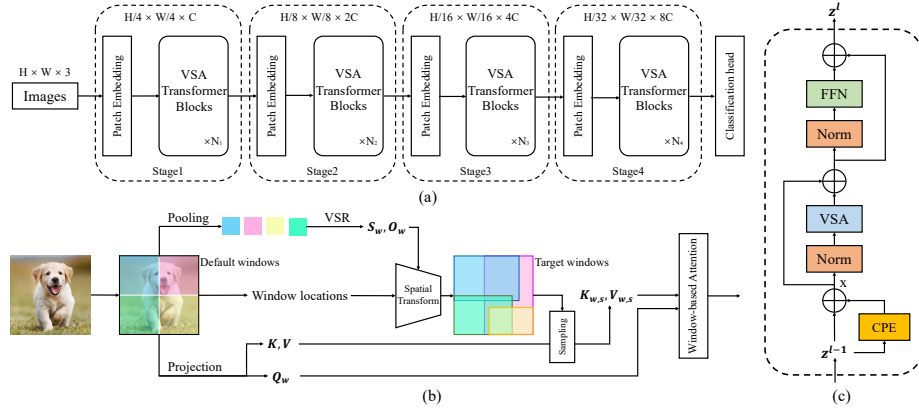 H/4 × W/4 × C
H/8 × W/8 × 2C
H/16 × W/16 × 4C
H/32 × W/32 × 8C
H × W × 3
Images
Patch Embedding
VSA
Transformer
Blocks
×N₁
Stage1
Patch Embedding
VSA
Transformer
Blocks
×N₂
Stage2
Patch Embedding
VSA
Transformer
Blocks
×N₃
Stage3
Patch Embedding
VSA
Transformer
Blocks
×N₄
Stage4
Classification head
(a)
Pooling
VSR
S_w, O_w
Default windows
Window locations
Spatial
Transform
Target windows
K_{w,s}, V_{w,s}
Sampling
Window-based Attention
K, V
Projection
Q_w
(b)
z^l
FFN
Norm
VSA
Norm
X
CPE
z^{l-1}
(c)